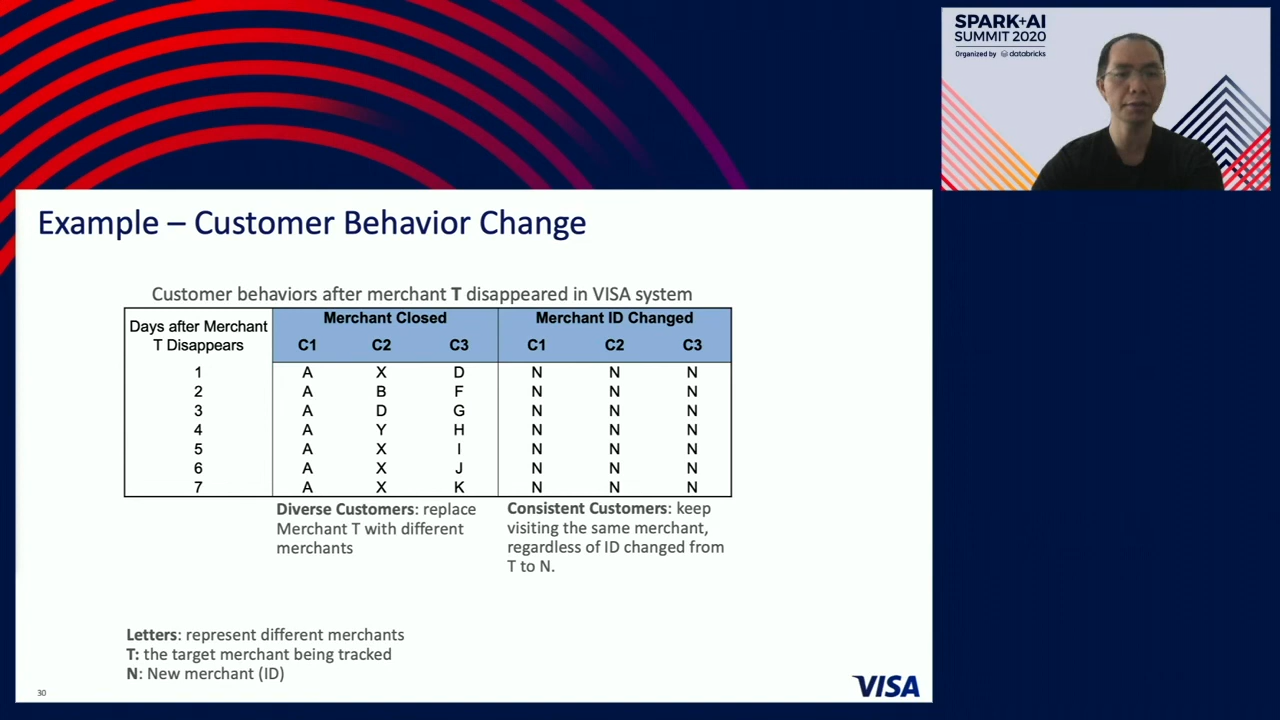 SPARK+AI
SUMMIT 2020
Organized by databricks
Example – Customer Behavior Change
Customer behaviors after merchant T disappeared in VISA system
Days after Merchant T Disappears
Merchant Closed
Merchant ID Changed
C1 C2 C3 C1 C2 C3
1 A X D N N N
2 A B F N N N
3 A D G N N N
4 A Y H N N N
5 A X I N N N
6 A X J N N N
7 A X K N N N
Diverse Customers: replace
Merchant T with different
merchants
Consistent Customers: keep
visiting the same merchant,
regardless of ID changed from
T to N.
Letters: represent different merchants
T: the target merchant being tracked
N: New merchant (ID)
30
VISA